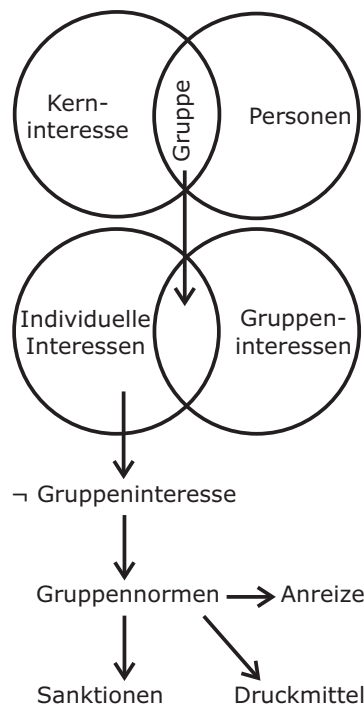 Kern-
interesse
Gruppe
Personen
Individuelle
Interessen
Gruppen-
interessen
¬ Gruppeninteresse
Gruppennormen
Anreize
Sanktionen
Druckmittel